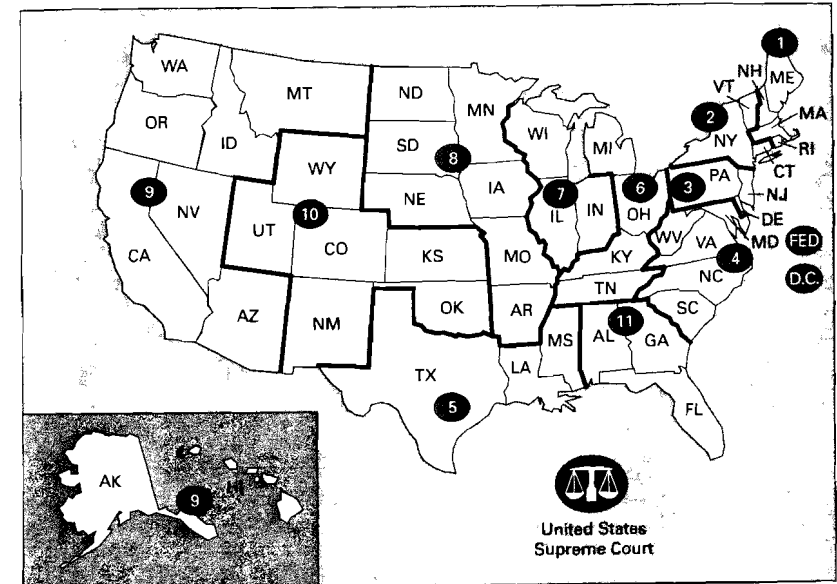 1
WA
ME
NH
VT
MT
ND
MN
MA
OR
2
NY
ID
WI
RI
SD
8
MI
CT
WY
9
7
6
3
PA
NJ
IA
NE
NV
10
IL
IN
OH
DE
UT
WV
MD
FED
CA
CO
VA
4
KS
MO
KY
D.C.
NC
TN
AZ
NM
OK
AR
SC
11
MS
AL
GA
LA
TX
5
FL
AK
9
HI
United States
Supreme Court